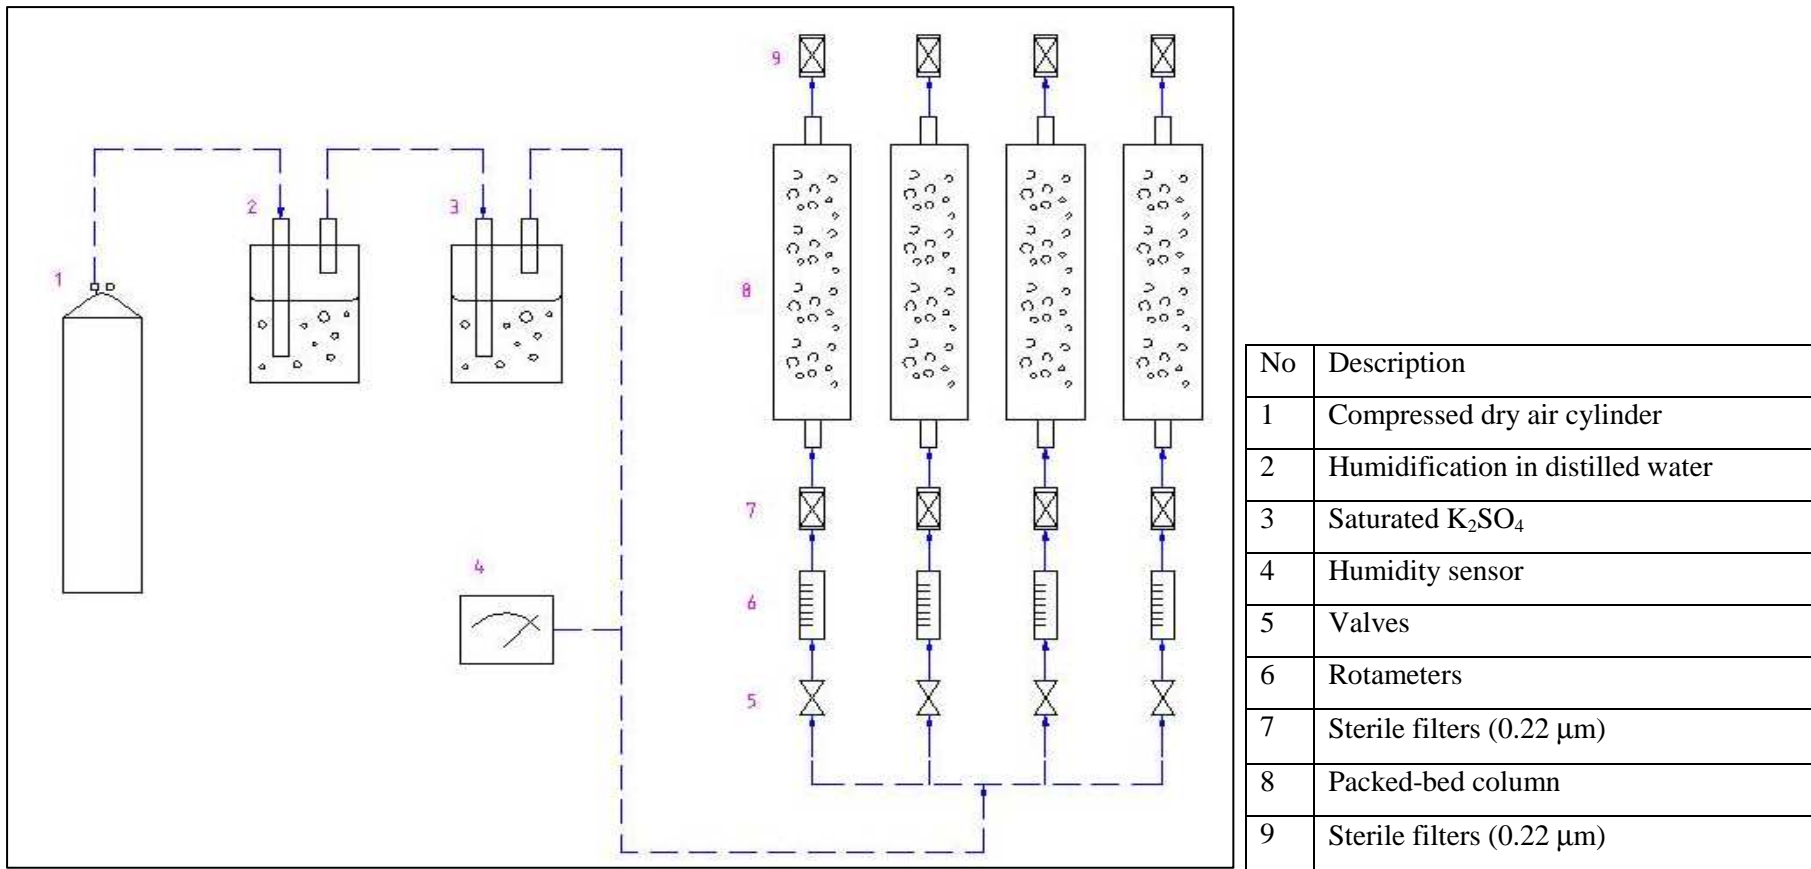 9
2
3
1
8
7
4
6
5
No Description
1 Compressed dry air cylinder
2 Humidification in distilled water
3 Saturated K₂SO₄
4 Humidity sensor
5 Valves
6 Rotameters
7 Sterile filters (0.22 µm)
8 Packed-bed column
9 Sterile filters (0.22 µm)